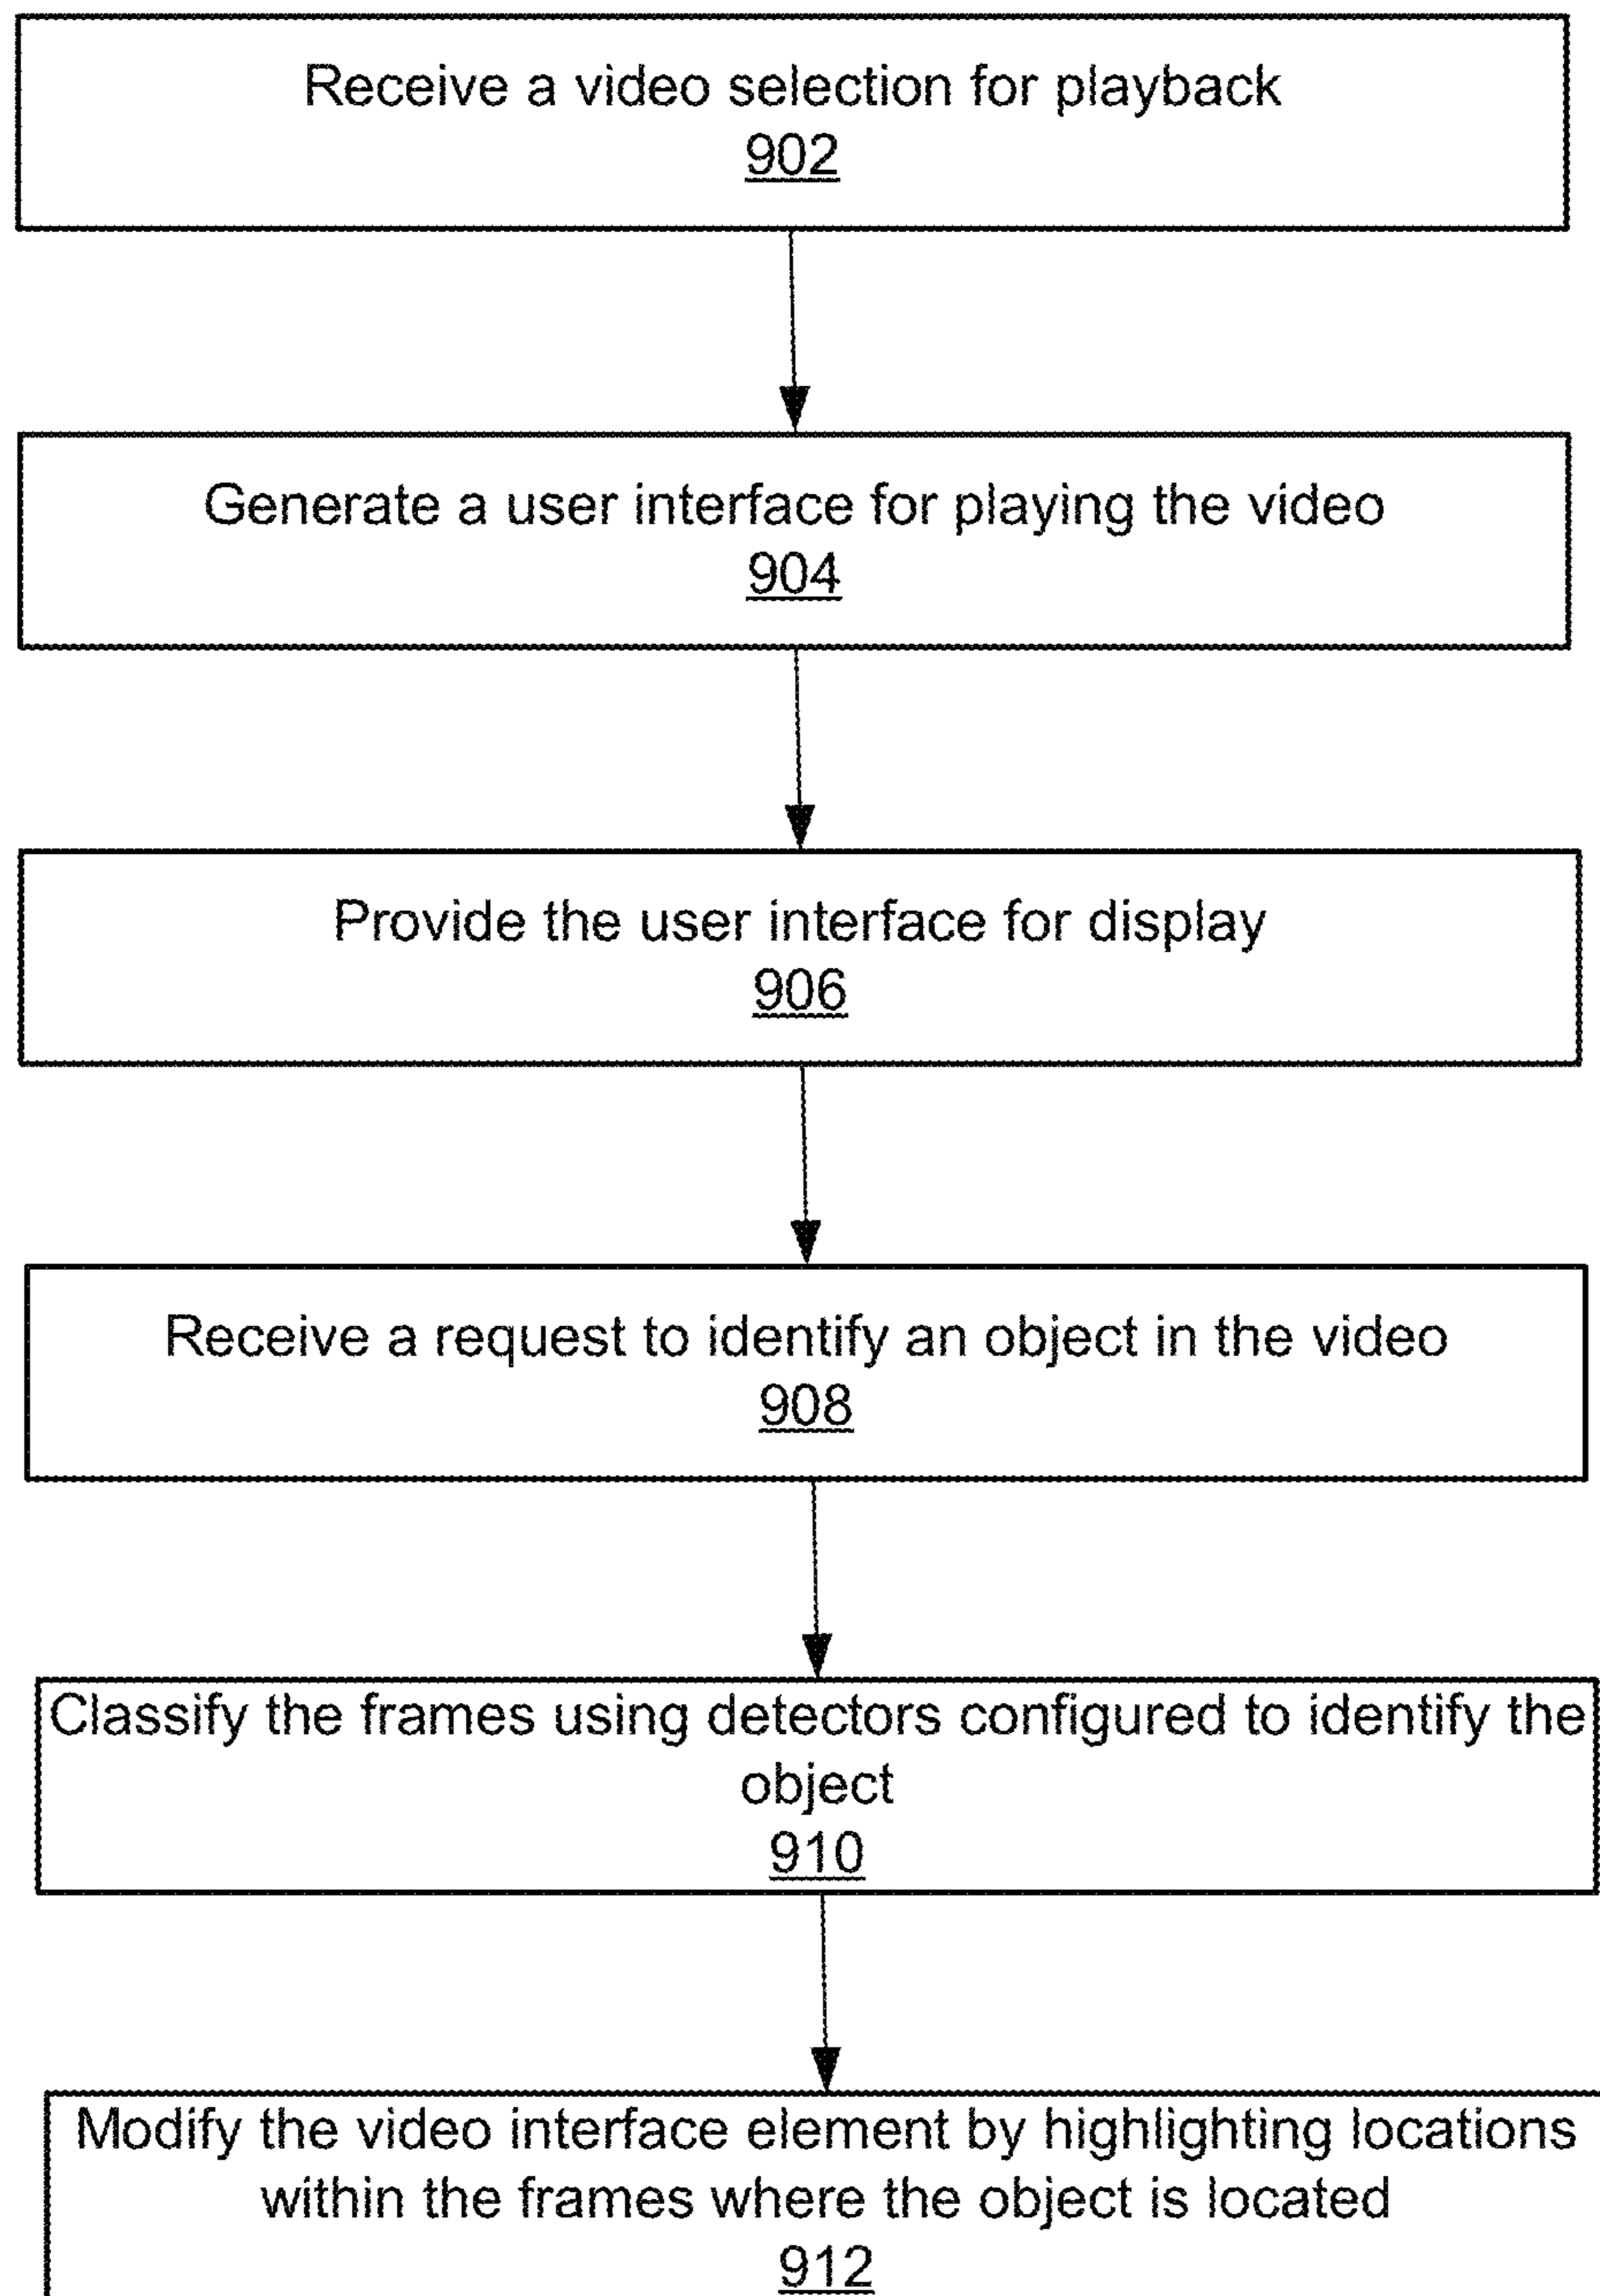 Receive a video selection for playback
902
Generate a user interface for playing the video
904
Provide the user interface for display
906
Receive a request to identify an object in the video
908
Classify the frames using detectors configured to identify the
object
910
Modify the video interface element by highlighting locations
within the frames where the object is located
912